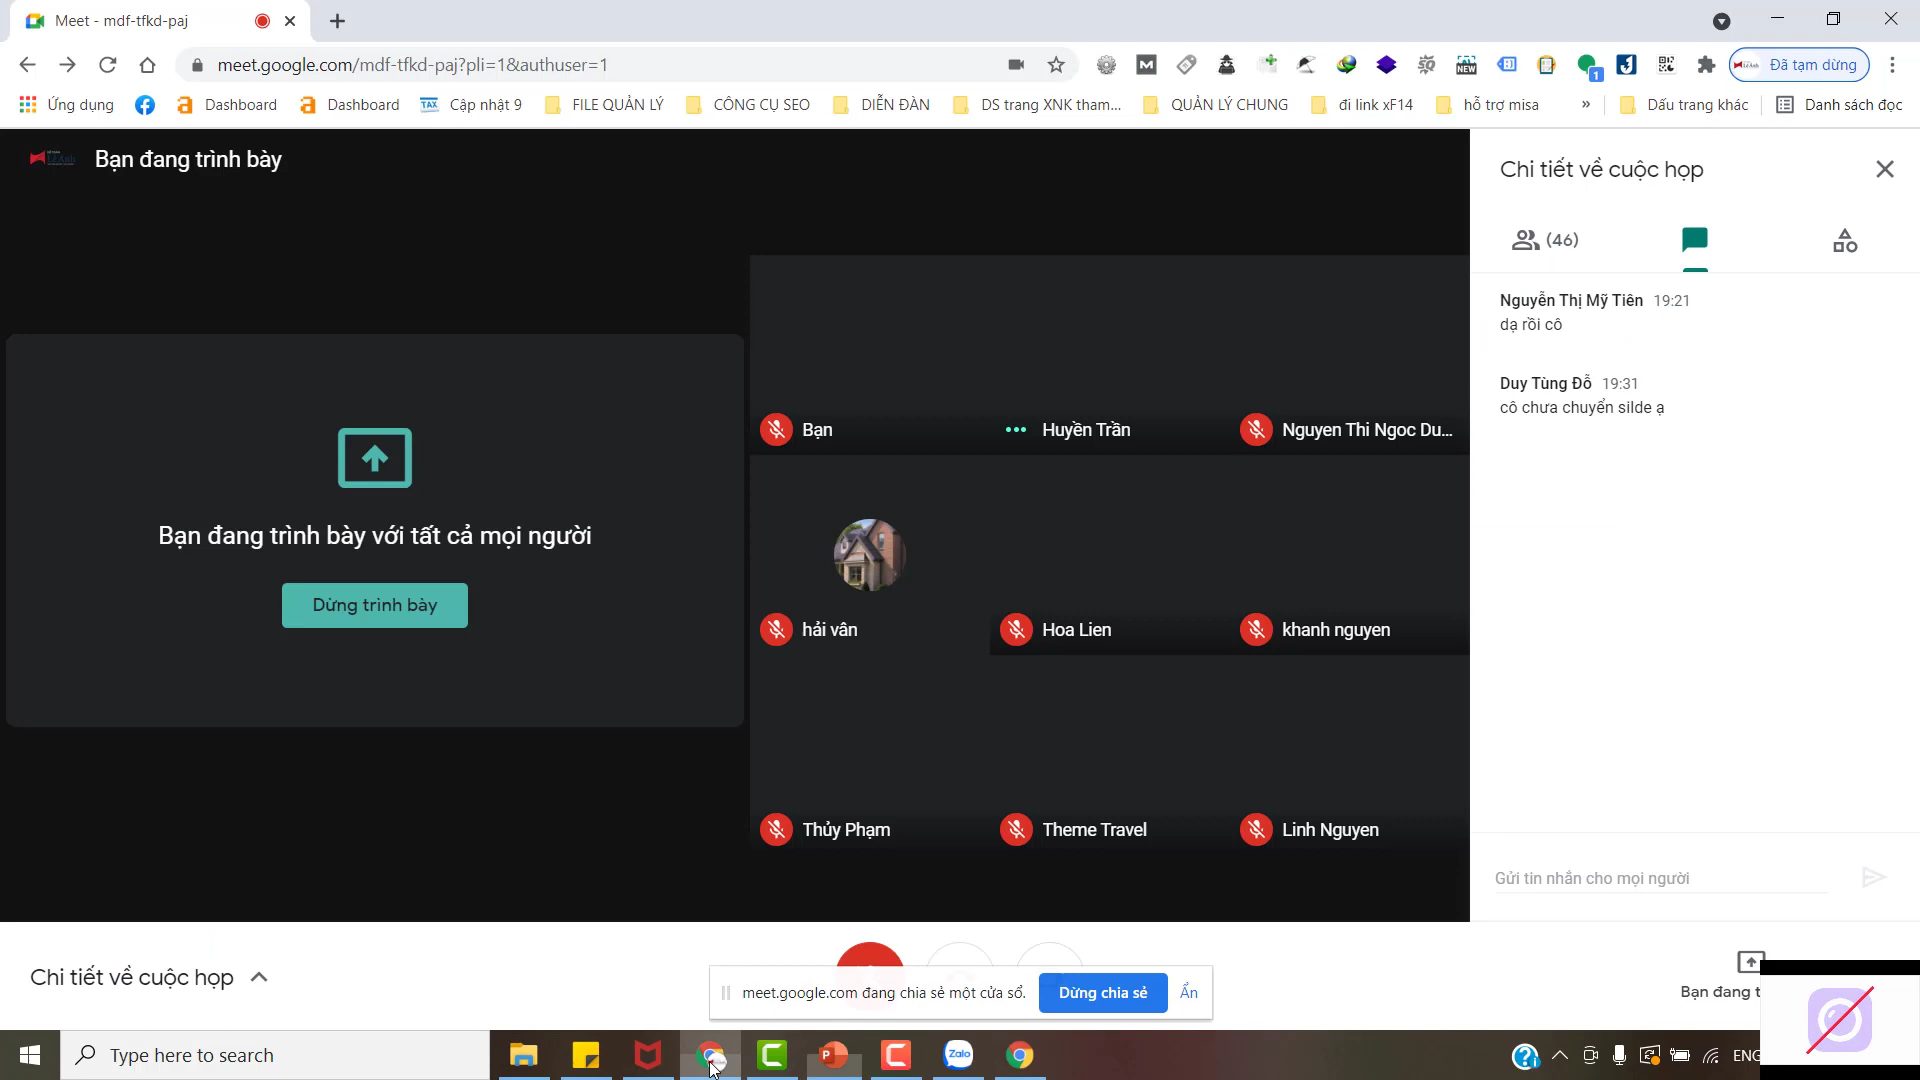 Meet - mdf-tfkd-paj
meet.google.com/mdf-tfkd-paj?pli=1&authuser=1
NEW
1
Đã tạm dừng
Ứng dụng
Dashboard
Dashboard
TAX
Cập nhật 9
FILE QUẢN LÝ
CÔNG CỤ SEO
DIỄN ĐÀN
DS trang XNK tham...
QUẢN LÝ CHUNG
đi link xF14
hỗ trợ misa
»
Dấu trang khác
Danh sách đọc
Bạn đang trình bày
Chi tiết về cuộc họp
(46)
Nguyễn Thị Mỹ Tiên 19:21
dạ rồi cô
Duy Tùng Đỗ 19:31
cô chưa chuyển silde ạ
Bạn
Huyền Trần
Nguyen Thi Ngoc Du...
Bạn đang trình bày với tất cả mọi người
Dừng trình bày
hải vân
Hoa Lien
khanh nguyen
Thủy Phạm
Theme Travel
Linh Nguyen
Gửi tin nhắn cho mọi người
Chi tiết về cuộc họp
meet.google.com đang chia sẻ một cửa sổ.
Dừng chia sẻ
Ẩn
Bạn đang t
Type here to search
Zalo
ENG